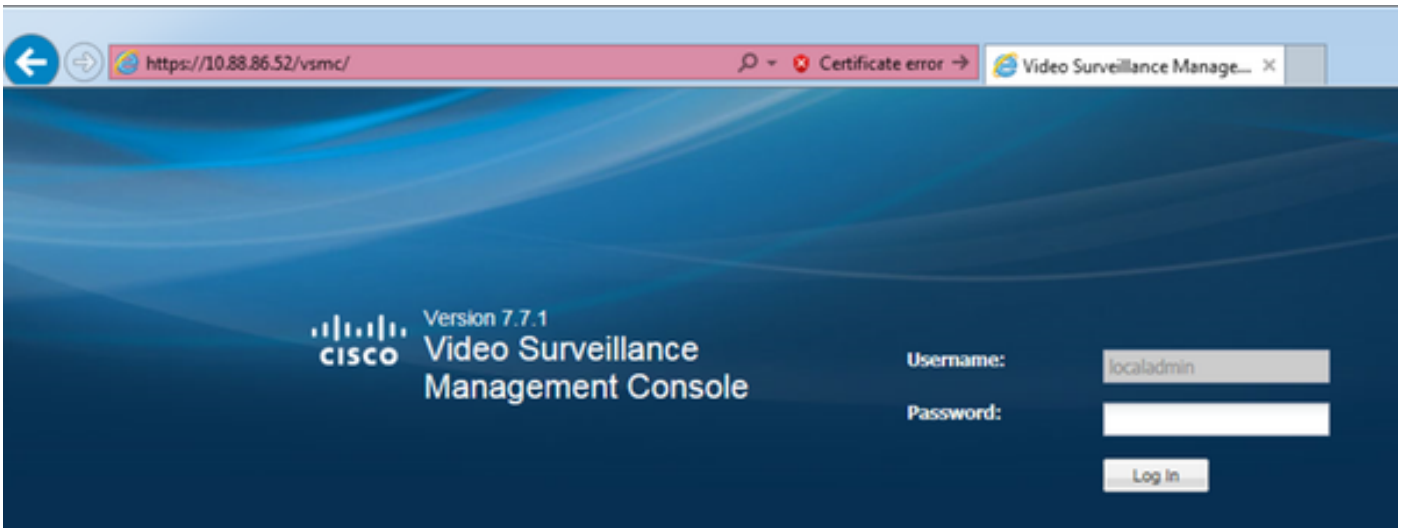 https://10.88.86.52/vsmc/
Certificate error
Video Surveillance Manage...
CISCO
Version 7.7.1
Video Surveillance
Management Console
Username:
localadmin
Password:
Log In